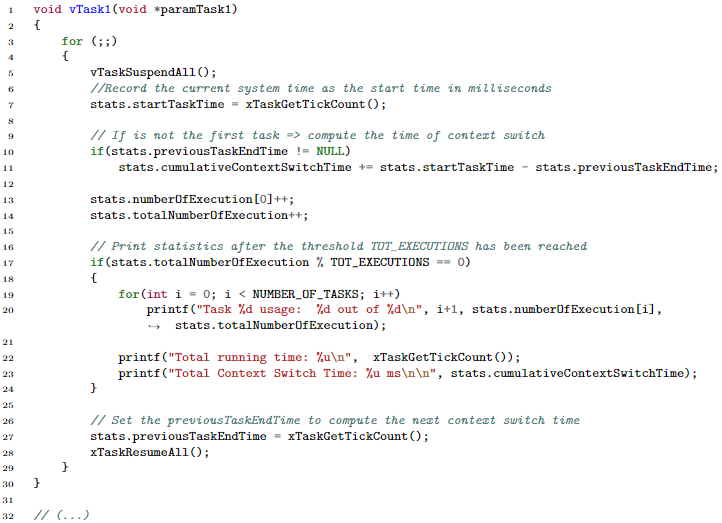 1 void vTask1(void *paramTask1)
2 {
3 for (;;)
4 {
5 vTaskSuspendAll();
6 //Record the current system time as the start time in milliseconds
7 stats.startTaskTime = xTaskGetTickCount();
8
9 // If is not the first task => compute the time of context switch
10 if(stats.previousTaskEndTime != NULL)
11 stats.cumulativeContextSwitchTime += stats.startTaskTime - stats.previousTaskEndTime;
12
13 stats.numberOfExecution[0]++;
14 stats.totalNumberOfExecution++;
15
16 // Print statistics after the threshold TOT_EXECUTIONS has been reached
17 if(stats.totalNumberOfExecution % TOT_EXECUTIONS == 0)
18 {
19 for(int i = 0; i < NUMBER_OF_TASKS; i++)
20 printf("Task %d usage:  %d out of %d\n", i+1, stats.numberOfExecution[i],
↪ stats.totalNumberOfExecution);
21
22 printf("Total running time: %u\n",  xTaskGetTickCount());
23 printf("Total Context Switch Time: %u ms\n\n", stats.cumulativeContextSwitchTime);
24 }
25
26 // Set the previousTaskEndTime to compute the next context switch time
27 stats.previousTaskEndTime = xTaskGetTickCount();
28 xTaskResumeAll();
29 }
30 }
31
32 // (...)